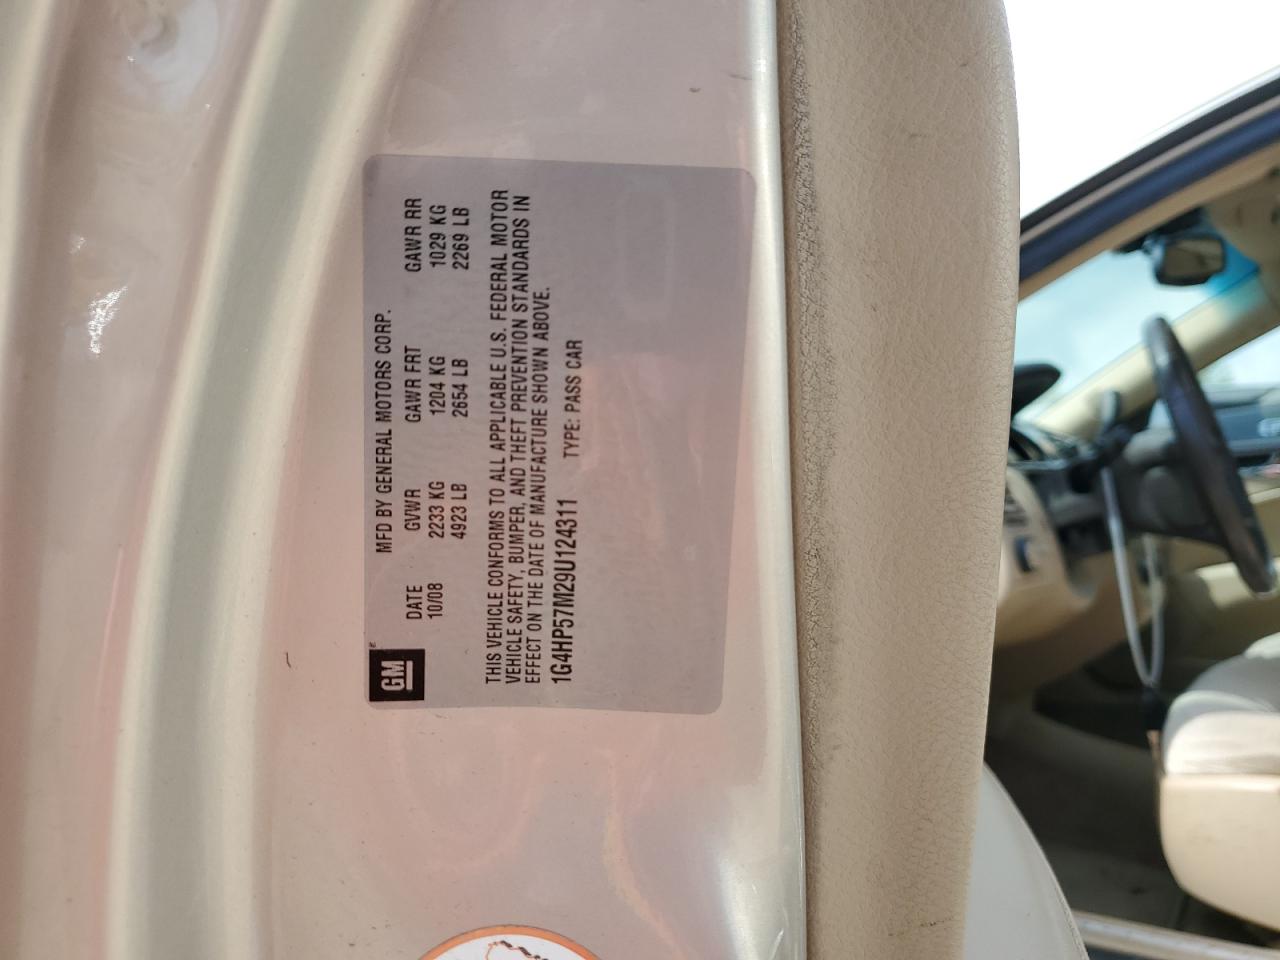 GM
MFD BY GENERAL MOTORS CORP.
DATE GVWR GAWR FRT GAWR RR
10/08 2233 KG 1204 KG 1029 KG
4923 LB 2654 LB 2269 LB
THIS VEHICLE CONFORMS TO ALL APPLICABLE U.S. FEDERAL MOTOR
VEHICLE SAFETY, BUMPER, AND THEFT PREVENTION STANDARDS IN
EFFECT ON THE DATE OF MANUFACTURE SHOWN ABOVE.
1G4HP57M29U124311 TYPE: PASS CAR